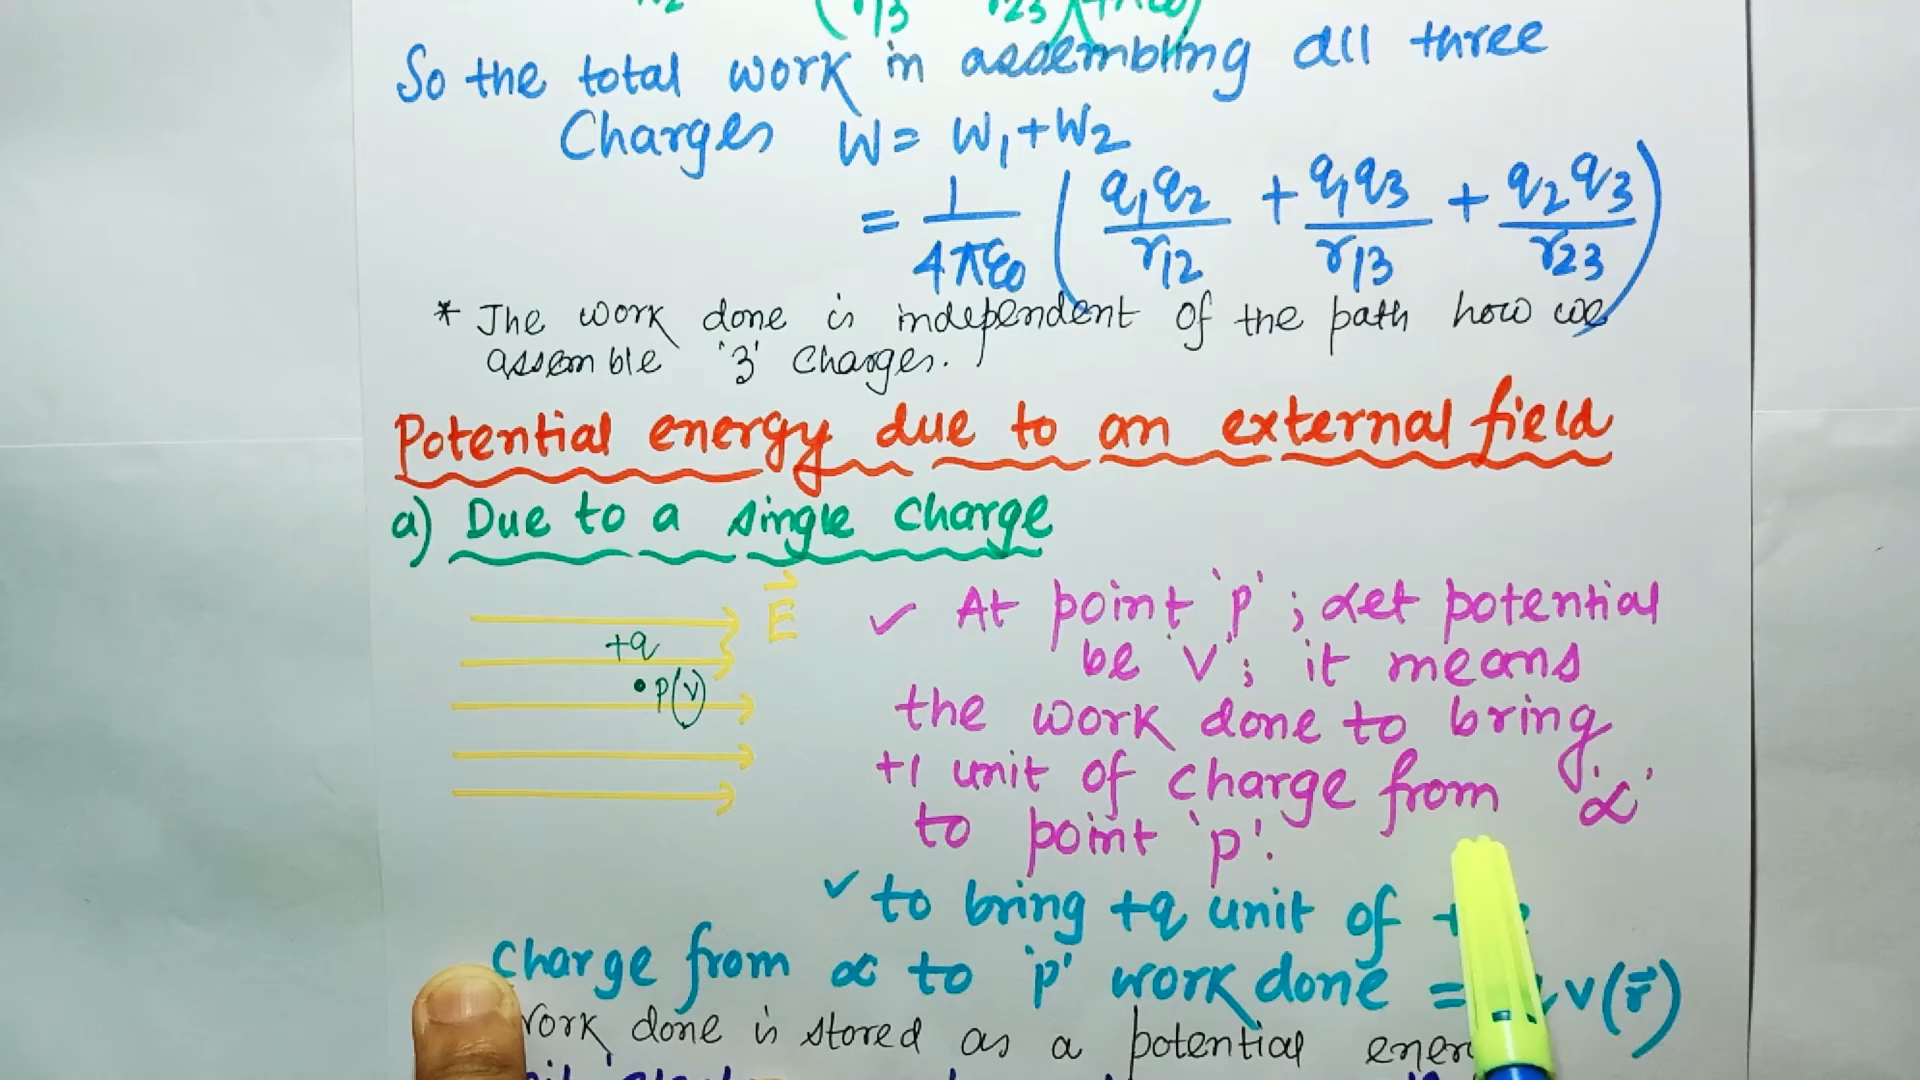 So the total work in assembling all three
Charges W = W₁+W₂
= 1/4πε₀ ( q₁q₂/r₁₂ + q₁q₃/r₁₃ + q₂q₃/r₂₃ )
* The work done is independent of the path how we
assemble '3' charges.
Potential energy due to an external field
a) Due to a single charge
E⃗
+q
P(V)
✓ At point 'p' ; Let potential
be 'V'; it means
the work done to bring
+1 unit of charge from '∝'
to point 'p'.
✓ to bring +q unit of
charge from ∝ to 'p' work done = V(r⃗)
work done is stored as a potential